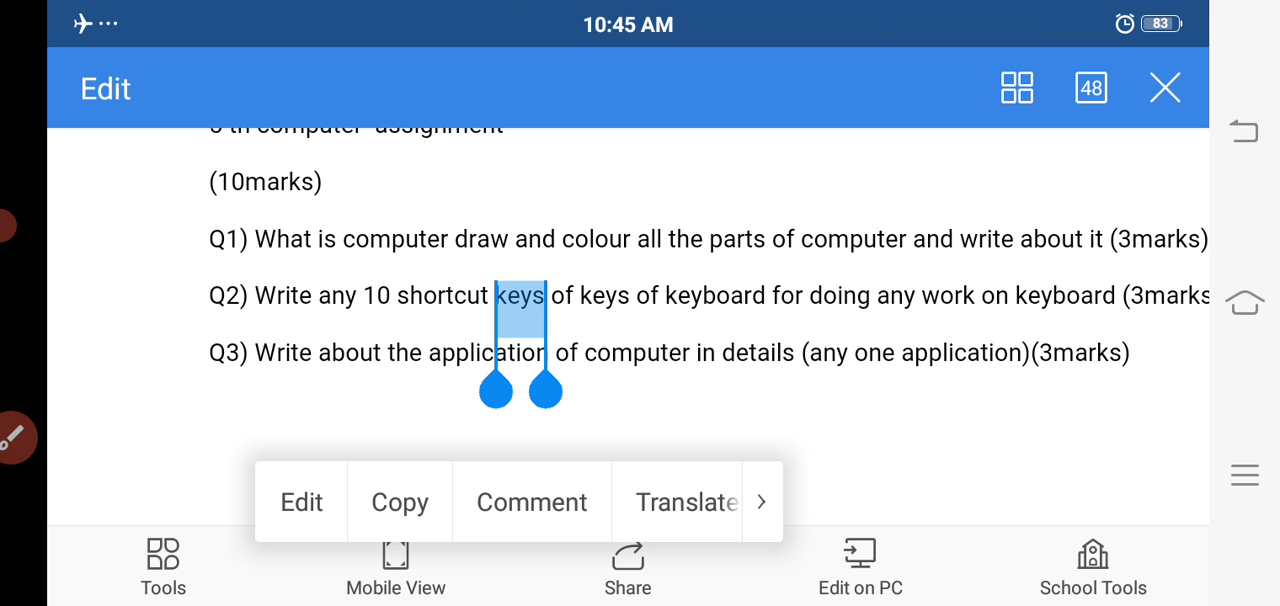 10:45 AM
83
Edit
48
th computer assignment
(10marks)
Q1) What is computer draw and colour all the parts of computer and write about it (3marks)
Q2) Write any 10 shortcut keys of keys of keyboard for doing any work on keyboard (3marks
Q3) Write about the application of computer in details (any one application)(3marks)
Edit Copy Comment Translate
Tools Mobile View Share Edit on PC School Tools